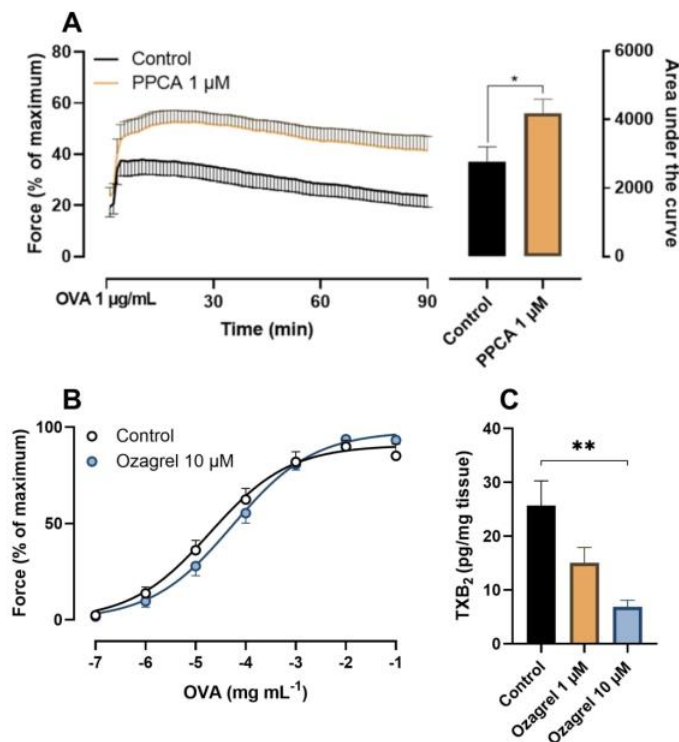 A
Control
PPCA 1 µM
Force (% of maximum)
80
60
40
20
0
OVA 1 µg/mL
30
60
90
Time (min)
*
6000
4000
2000
0
Area under the curve
Control
PPCA 1 µM
B
Control
Ozagrel 10 µM
Force (% of maximum)
100
50
0
-7
-6
-5
-4
-3
-2
-1
OVA (mg mL⁻¹)
C
TXB₂ (pg/mg tissue)
40
30
20
10
0
**
Control
Ozagrel 1 µM
Ozagrel 10 µM